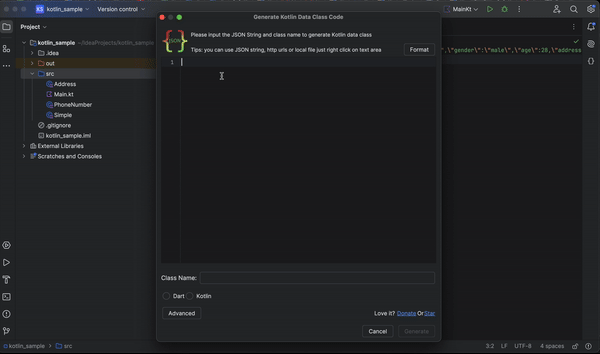 Generate Kotlin Data Class Code
KS kotlin_sample
Version control
MainKt
Project
{JSON}
Please input the JSON String and class name to generate Kotlin data class
Tips: you can use JSON string, http urls or local file just right click on text area
Format
\"gender\":\"male\",\"age\":28,\"address
kotlin_sample ~/IdeaProjects/kotlin_sample
.idea
out
src
Address
Main.kt
PhoneNumber
Simple
.gitignore
kotlin_sample.iml
External Libraries
Scratches and Consoles
1
Class Name:
Dart
Kotlin
Advanced
Love it? Donate Or Star
Cancel
Generate
kotlin_sample > src
3:2 LF UTF-8 4 spaces